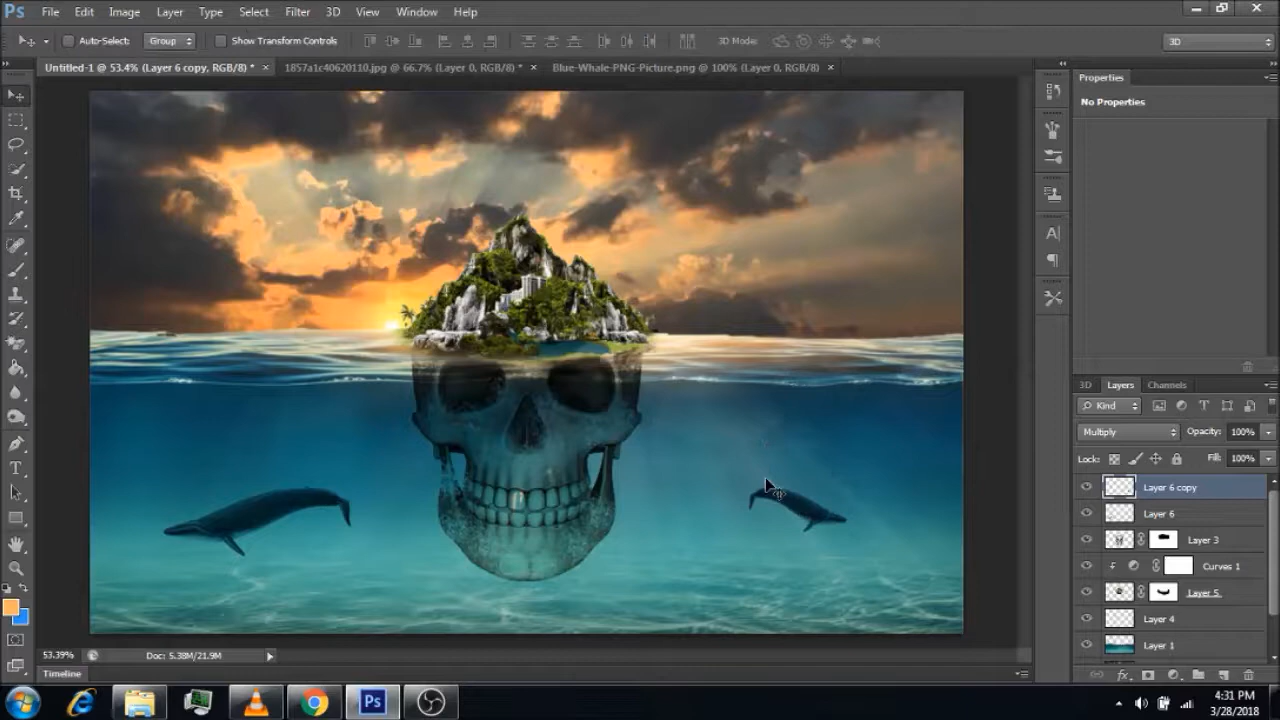 Ps File Edit Image Layer Type Select Filter 3D View Window Help
Auto-Select: Group Show Transform Controls 3D Mode: 3D
Untitled-1 @ 53.4% (Layer 6 copy, RGB/8) * × 1857a1c40620110.jpg @ 66.7% (Layer 0, RGB/8) * × Blue-Whale-PNG-Picture.png @ 100% (Layer 0, RGB/8) ×
Properties
No Properties
3D Layers Channels
Kind
Multiply Opacity: 100%
Lock: Fill: 100%
Layer 6 copy
Layer 6
Layer 3
Curves 1
Layer 5
Layer 4
Layer 1
53.39% Doc: 5.38M/21.9M
Timeline
Ps
4:31 PM
3/28/2018